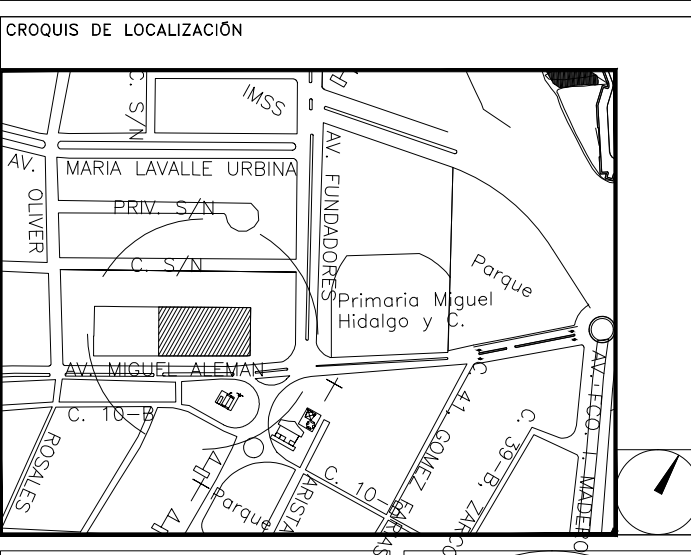 CROQUIS DE LOCALIZACIÓN
C. S/N
IMSS
AV. MARIA LAVALLE URBINA
AV. FUNDADORES
OLIVER
PRIV. S/N
C. S/N
Parque
Primaria Miguel
Hidalgo y C.
AV. MIGUEL ALEMAN
C. 10-B
ROSALES
C. 41, GOMEZ FARIAS
C. 39-B, ZARCO
AV. FCO. I. MADERO
C. 10-B
ARISTA
Parque